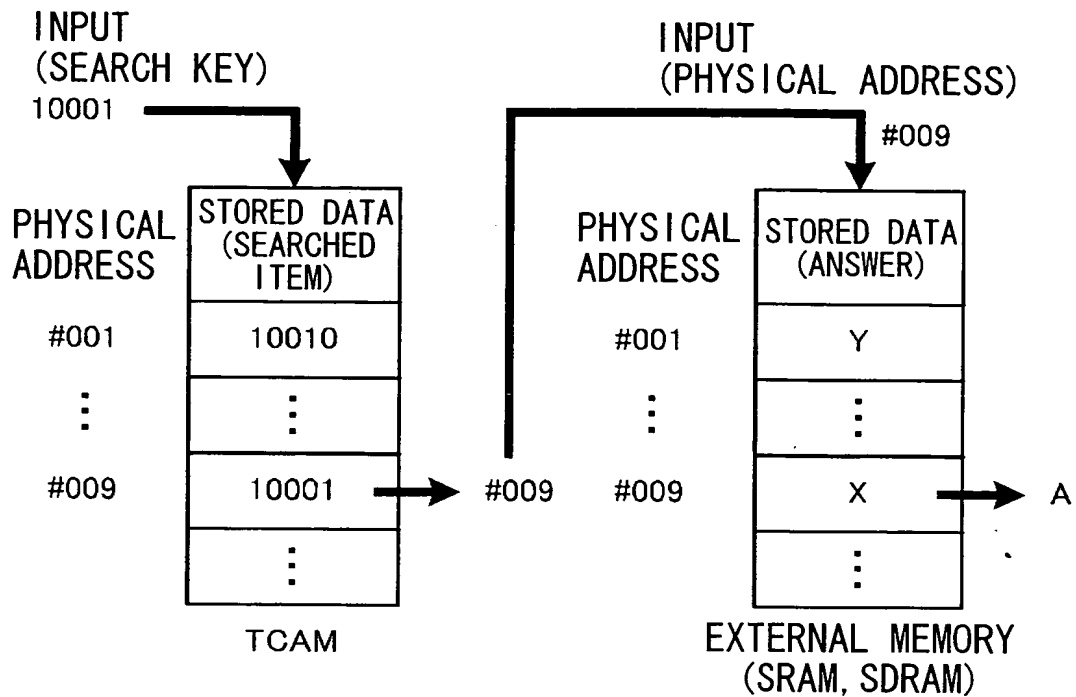 INPUT
(SEARCH KEY)
10001
INPUT
(PHYSICAL ADDRESS)
#009
PHYSICAL
ADDRESS
STORED DATA
(SEARCHED
ITEM)
#001
10010
⋮
⋮
#009
10001
#009
⋮
TCAM
PHYSICAL
ADDRESS
STORED DATA
(ANSWER)
#001
Y
⋮
⋮
#009
X
A
⋮
EXTERNAL MEMORY
(SRAM, SDRAM)